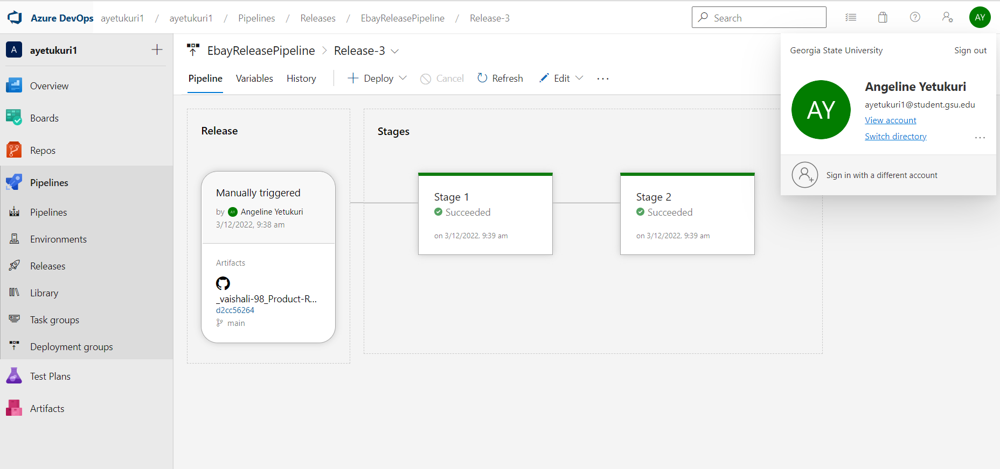 Azure DevOps ayetukuri1 / ayetukuri1 / Pipelines / Releases / EbayReleasePipeline / Release-3
Search
AY
A ayetukuri1
Overview
Boards
Repos
Pipelines
Pipelines
Environments
Releases
Library
Task groups
Deployment groups
Test Plans
Artifacts
EbayReleasePipeline > Release-3
Pipeline Variables History Deploy Cancel Refresh Edit ...
Release
Manually triggered
by AY Angeline Yetukuri
3/12/2022, 9:38 am
Artifacts
_vaishali-98_Product-R...
d2cc56264
main
Stages
Stage 1
Succeeded
on 3/12/2022, 9:39 am
Stage 2
Succeeded
on 3/12/2022, 9:39 am
Georgia State University Sign out
AY
Angeline Yetukuri
ayetukuri1@student.gsu.edu
View account
Switch directory ...
Sign in with a different account